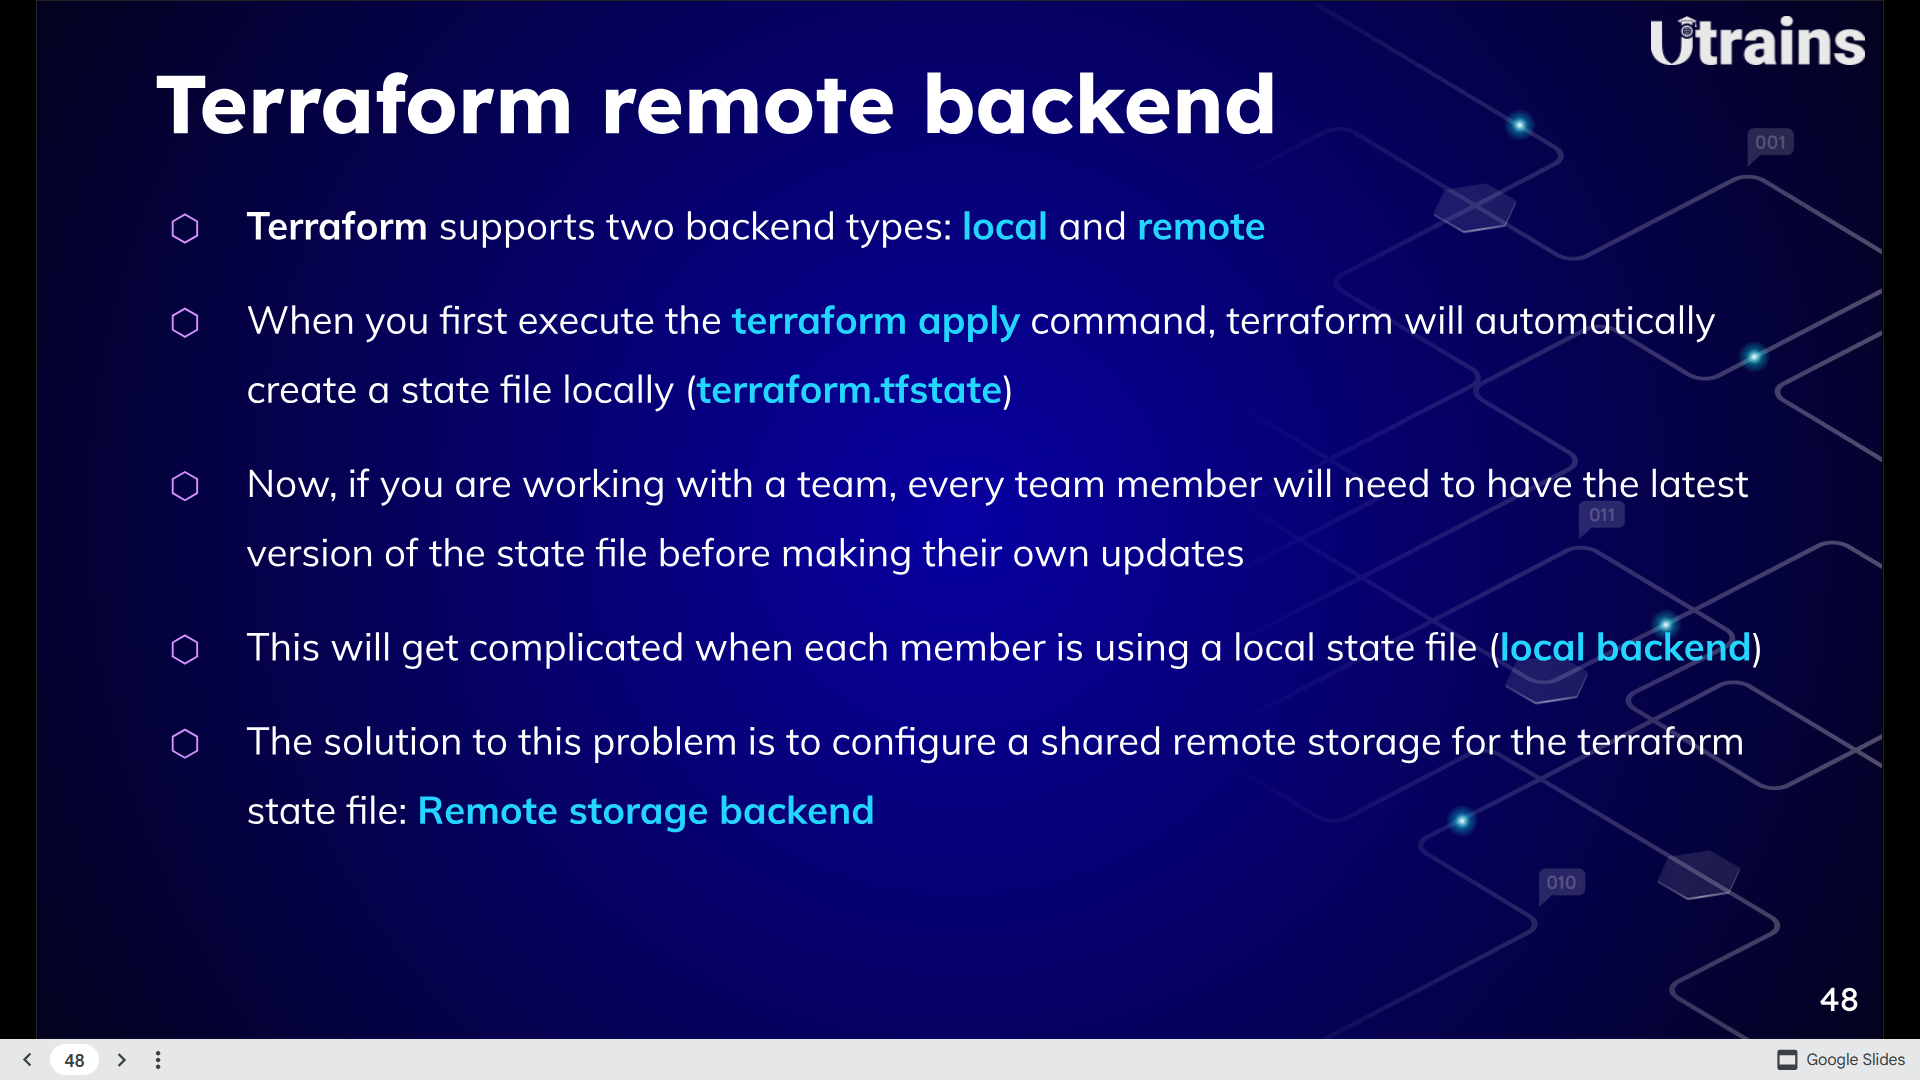 Utrains
Terraform remote backend
001
Terraform supports two backend types: local and remote
When you first execute the terraform apply command, terraform will automatically
create a state file locally (terraform.tfstate)
Now, if you are working with a team, every team member will need to have the latest
011
version of the state file before making their own updates
This will get complicated when each member is using a local state file (local backend)
The solution to this problem is to configure a shared remote storage for the terraform
state file: Remote storage backend
010
48
48
Google Slides